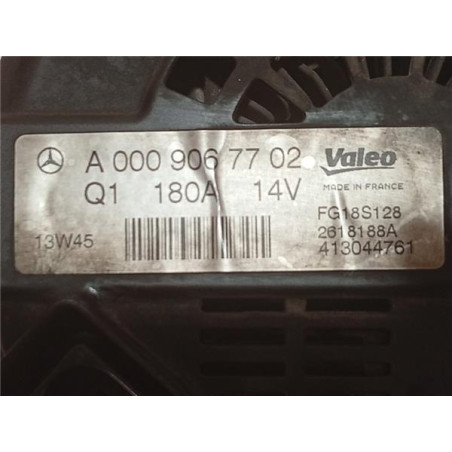 A 000 906 77 02 Valeo
Q1 180A 14V MADE IN FRANCE
FG18S128
13W45 2618188A
413044761